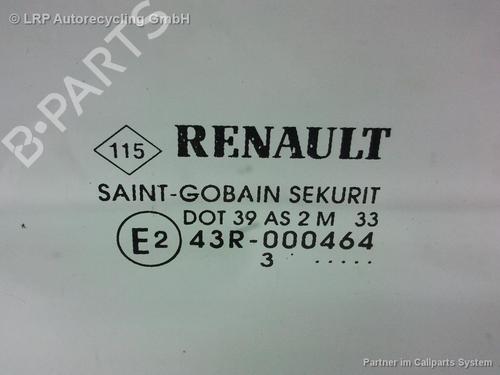 © LRP Autorecycling GmbH
B-PARTS
115 RENAULT
SAINT-GOBAIN SEKURIT
DOT 39 AS 2 M 33
E2 43R-000464
3 .....
Partner im Callparts System